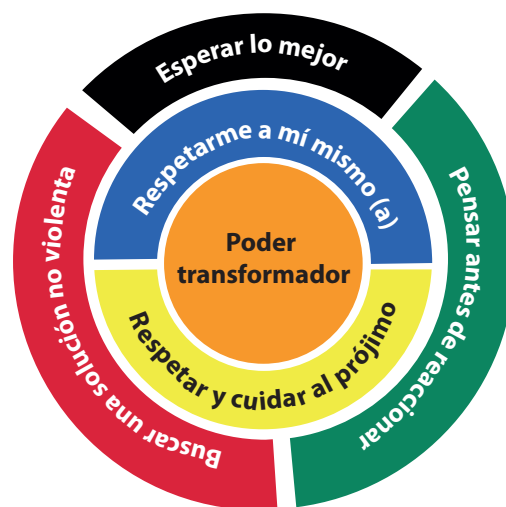 Esperar lo mejor
Respetarme a mí mismo (a)
Poder
transformador
Respetar y cuidar al prójimo
Buscar una solución no violenta
Pensar antes de reaccionar